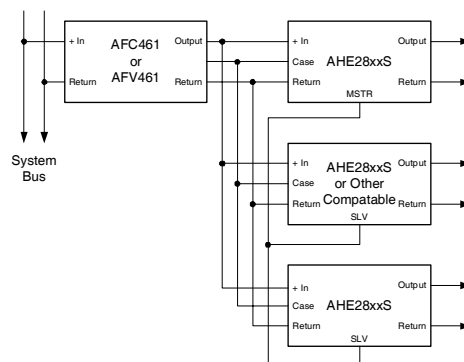 + In
Return
AFC461
or
AFV461
Output
Return
System
Bus
+ In
Case
Return
AHE28xxS
MSTR
Output
Return
+ In
Case
Return
AHE28xxS
or Other
Compatable
SLV
Output
Return
+ In
Case
Return
AHE28xxS
SLV
Output
Return